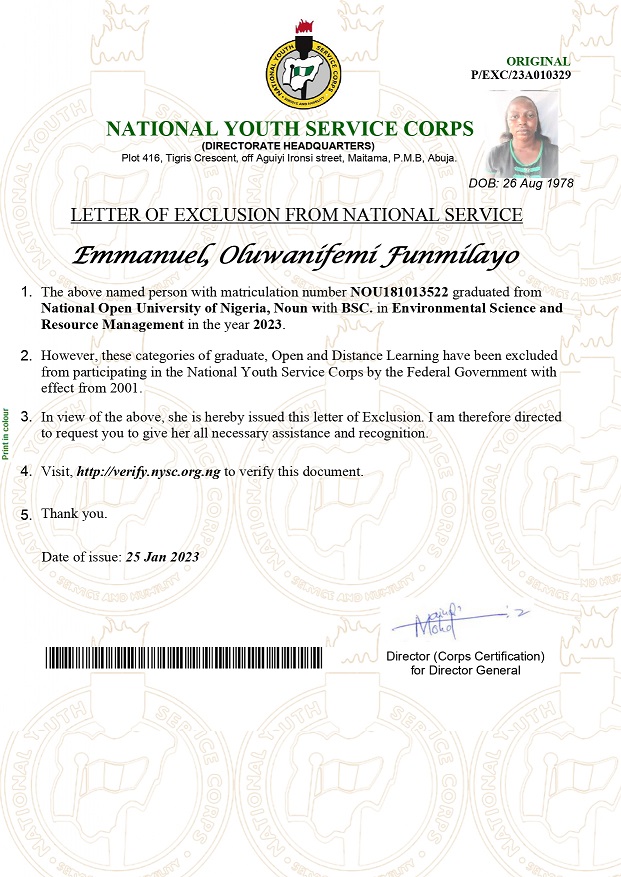 ORIGINAL
P/EXC/23A010329
NATIONAL YOUTH SERVICE CORPS
SERVICE AND HUMILITY
NATIONAL YOUTH SERVICE CORPS
(DIRECTORATE HEADQUARTERS)
Plot 416, Tigris Crescent, off Aguiyi Ironsi street, Maitama, P.M.B, Abuja.
DOB: 26 Aug 1978
LETTER OF EXCLUSION FROM NATIONAL SERVICE
Emmanuel, Oluwanifemi Funmilayo
1. The above named person with matriculation number NOU181013522 graduated from
National Open University of Nigeria, Noun with BSC. in Environmental Science and
Resource Management in the year 2023.
2. However, these categories of graduate, Open and Distance Learning have been excluded
from participating in the National Youth Service Corps by the Federal Government with
effect from 2001.
3. In view of the above, she is hereby issued this letter of Exclusion. I am therefore directed
to request you to give her all necessary assistance and recognition.
Print in colour
4. Visit, http://verify.nysc.org.ng to verify this document.
5. Thank you.
Date of issue: 25 Jan 2023
Mohd
Director (Corps Certification)
for Director General